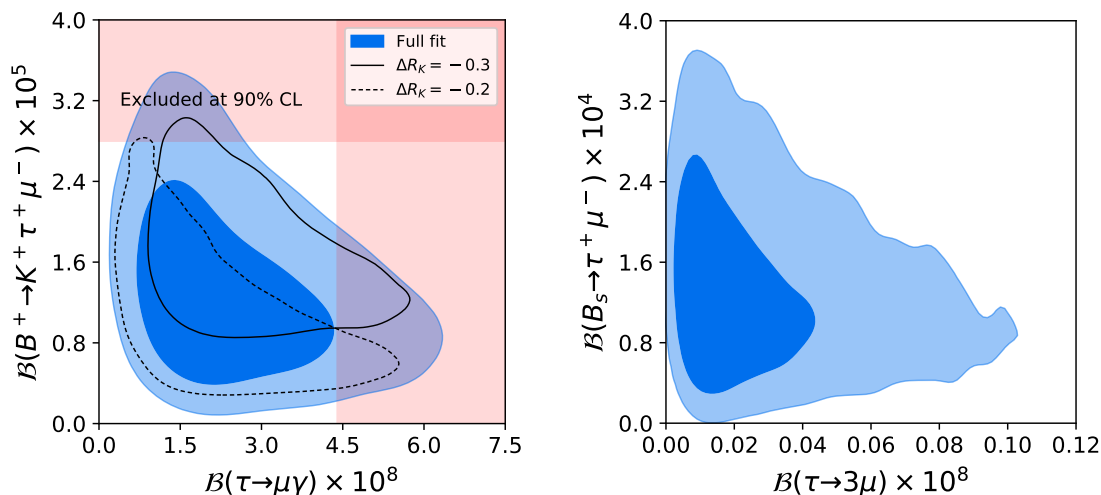 4.0
3.2
2.4
1.6
0.8
0.0
0.0 1.5 3.0 4.5 6.0 7.5
ℬ(B⁺→K⁺τ⁺μ⁻) × 10⁵
ℬ(τ→μγ) × 10⁸
Excluded at 90% CL
Full fit
ΔR_K = −0.3
ΔR_K = −0.2
4.0
3.2
2.4
1.6
0.8
0.0
0.00 0.02 0.04 0.06 0.08 0.10 0.12
ℬ(B_s→τ⁺μ⁻) × 10⁴
ℬ(τ→3μ) × 10⁸